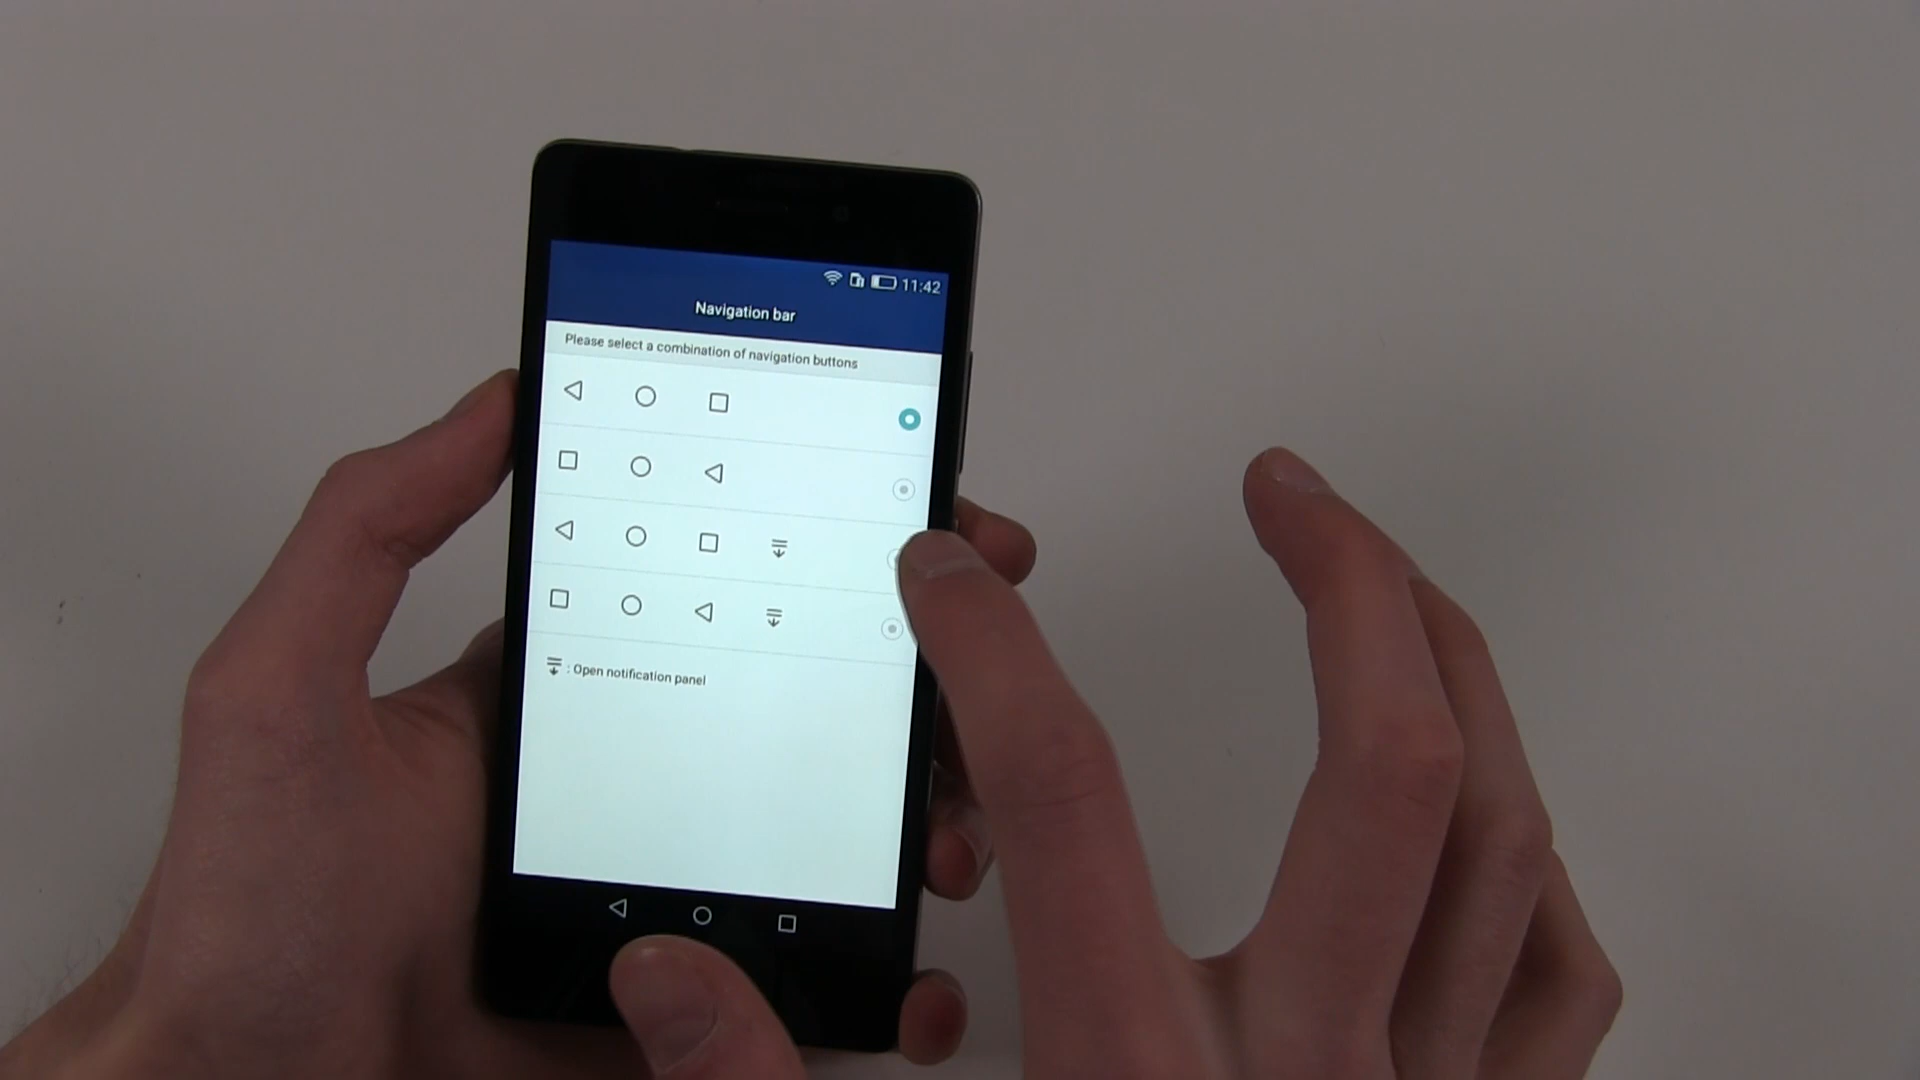 11:42
Navigation bar
Please select a combination of navigation buttons
: Open notification panel